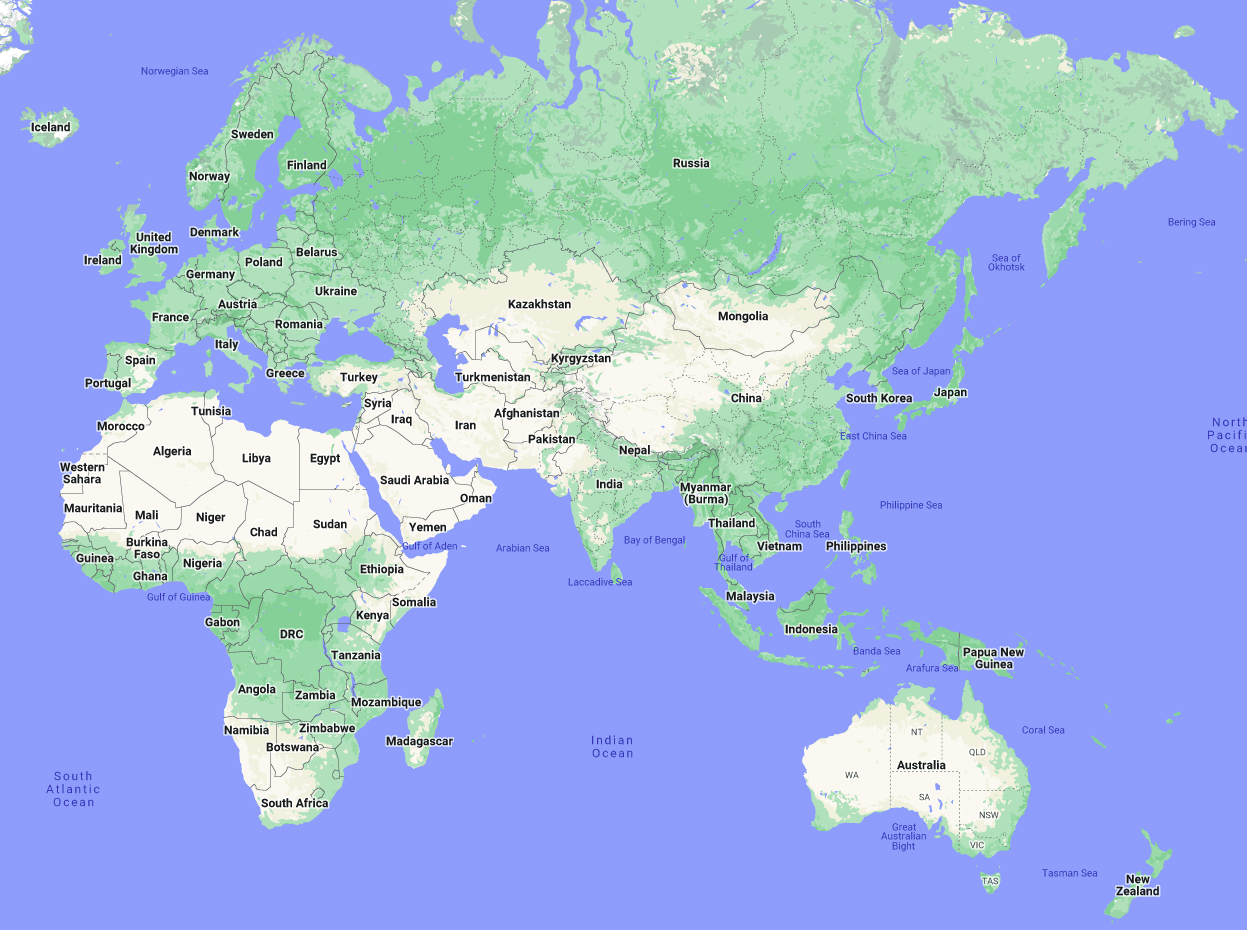 Norwegian Sea
Iceland
Sweden
Finland
Norway
Russia
Bering Sea
Denmark
United
Kingdom
Ireland
Belarus
Poland
Germany
Sea of
Okhotsk
Ukraine
Austria
France
Romania
Kazakhstan
Mongolia
Italy
Spain
Portugal
Greece
Turkey
Kyrgyzstan
Turkmenistan
Sea of Japan
Japan
South Korea
China
Tunisia
Syria
Iraq
Iran
Afghanistan
Morocco
Pakistan
East China Sea
North
Pacific
Ocean
Algeria
Libya
Egypt
Nepal
Western
Sahara
Saudi Arabia
India
Oman
Myanmar
(Burma)
Mauritania
Mali
Niger
Chad
Sudan
Yemen
Philippine Sea
Thailand
South
China Sea
Burkina
Faso
Guinea
Ghana
Nigeria
Ethiopia
Gulf of Aden
Arabian Sea
Bay of Bengal
Vietnam
Philippines
Gulf of
Thailand
Laccadive Sea
Gulf of Guinea
Somalia
Malaysia
Gabon
DRC
Kenya
Indonesia
Tanzania
Banda Sea
Papua New
Guinea
Arafura Sea
Angola
Zambia
Mozambique
Namibia
Zimbabwe
Botswana
Madagascar
Indian
Ocean
NT
Coral Sea
QLD
Australia
WA
South
Atlantic
Ocean
South Africa
SA
NSW
Great
Australian
Bight
VIC
TAS
Tasman Sea
New
Zealand